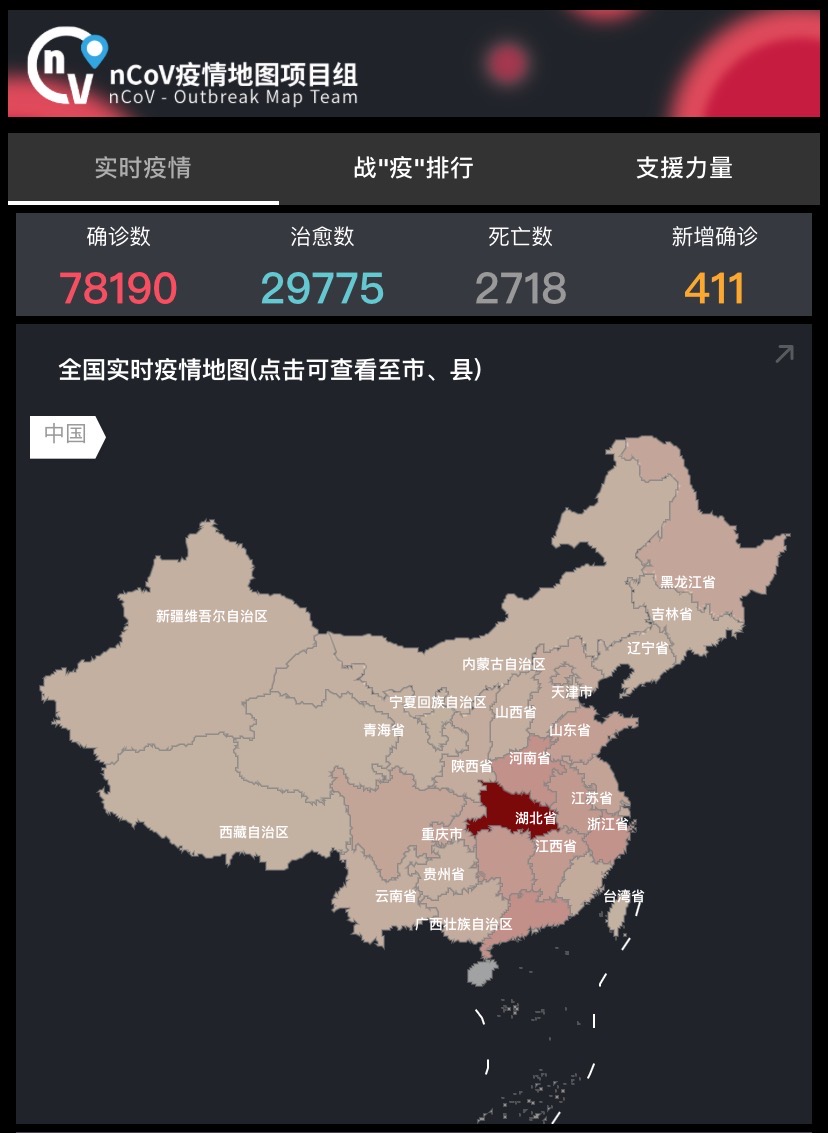 nV
nCoV疫情地图项目组
nCoV - Outbreak Map Team
实时疫情 战"疫"排行 支援力量
确诊数 治愈数 死亡数 新增确诊
78190 29775 2718 411
全国实时疫情地图(点击可查看至市、县)
中国
黑龙江省
新疆维吾尔自治区
吉林省
辽宁省
内蒙古自治区
天津市
宁夏回族自治区
山西省
青海省
山东省
河南省
陕西省
江苏省
湖北省
浙江省
西藏自治区
重庆市
江西省
贵州省
云南省
台湾省
广西壮族自治区